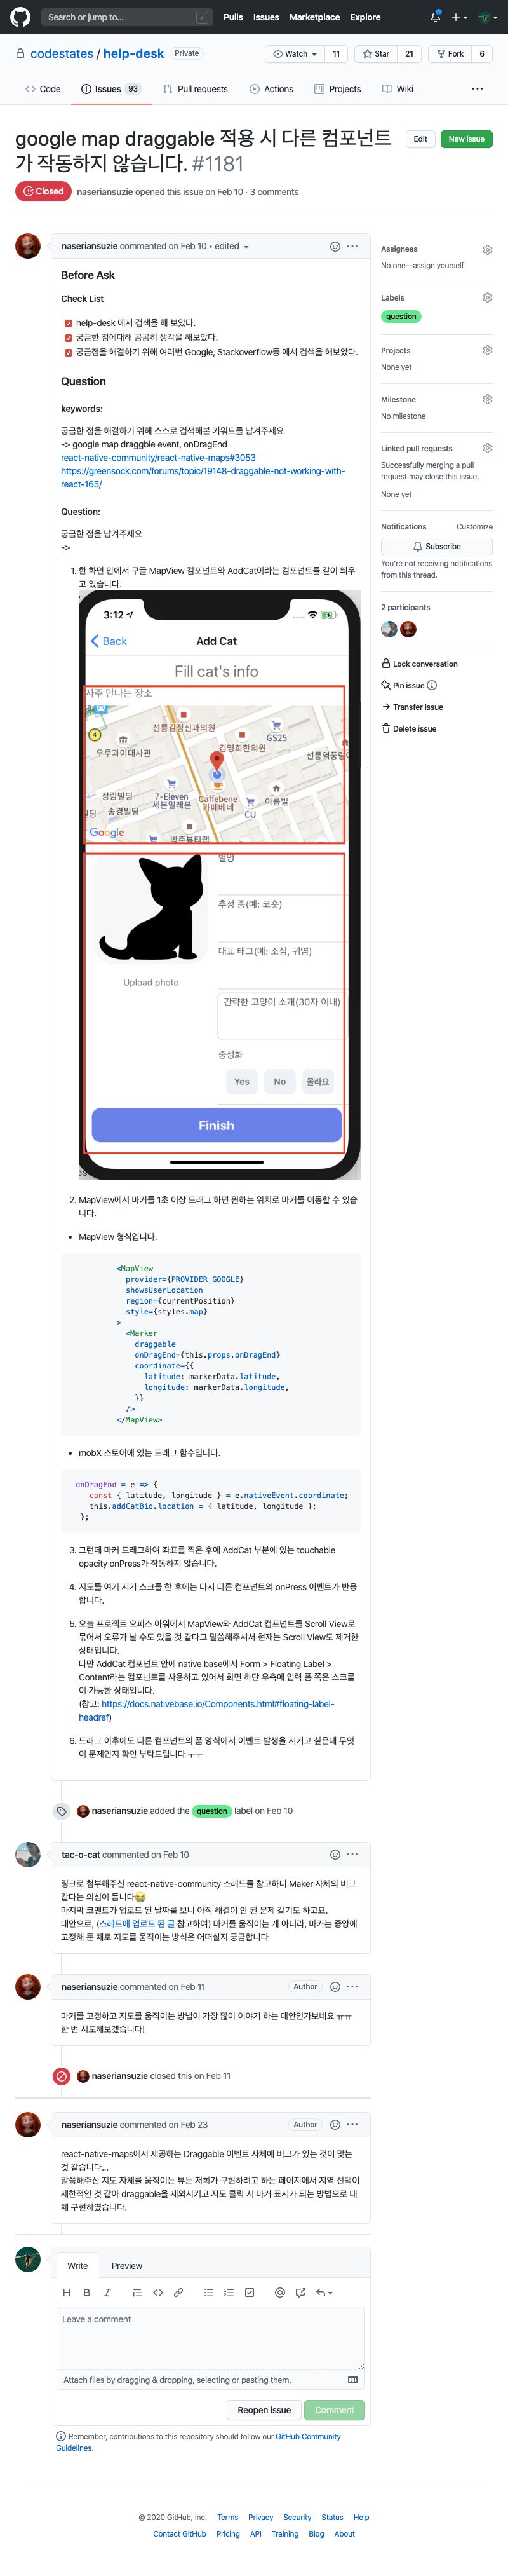 Search or jump to...
/
Pulls Issues Marketplace Explore
codestates / help-desk Private
Watch 11 Star 21 Fork 6
Code Issues 93 Pull requests Actions Projects Wiki
google map draggable 적용 시 다른 컴포넌트
가 작동하지 않습니다. #1181
Edit New issue
Closed naseriansuzie opened this issue on Feb 10 · 3 comments
naseriansuzie commented on Feb 10 • edited
Before Ask
Check List
help-desk 에서 검색을 해 보았다.
궁금한 점에대해 곰곰히 생각을 해보았다.
궁금점을 해결하기 위해 여러번 Google, Stackoverflow등 에서 검색을 해보았다.
Question
keywords:
궁금한 점을 해결하기 위해 스스로 검색해본 키워드를 남겨주세요
-> google map draggble event, onDragEnd
react-native-community/react-native-maps#3053
https://greensock.com/forums/topic/19148-draggable-not-working-with-
react-165/
Question:
궁금한 점을 남겨주세요
->
1. 한 화면 안에서 구글 MapView 컴포넌트와 AddCat이라는 컴포넌트를 같이 띄우
고 있습니다.
3:12
Back Add Cat
Fill cat's info
자주 만나는 장소
선릉김정신과의원
GS25
4
김명희한의원
우루과이대사관
선릉역풍림
정림빌딩
7-Eleven
세븐일레븐
Caffebene
카페베네
아름빌
송경빌딩
CU
Google
박준뷰티랩
별명
추정 종(예: 코숏)
대표 태그(예: 소심, 귀염)
Upload photo
간략한 고양이 소개(30자 이내)
중성화
Yes No 몰라요
Finish
2. MapView에서 마커를 1초 이상 드래그 하면 원하는 위치로 마커를 이동할 수 있습니
다.
MapView 형식입니다.
<MapView
provider={PROVIDER_GOOGLE}
showsUserLocation
region={currentPosition}
style={styles.map}
>
<Marker
draggable
onDragEnd={this.props.onDragEnd}
coordinate={{
latitude: markerData.latitude,
longitude: markerData.longitude,
}}
/>
</MapView>
mobX 스토어에 있는 드래그 함수입니다.
onDragEnd = e => {
const { latitude, longitude } = e.nativeEvent.coordinate;
this.addCatBio.location = { latitude, longitude };
};
3. 그런데 마커 드래그하여 좌표를 찍은 후에 AddCat 부분에 있는 touchable
opacity onPress가 작동하지 않습니다.
4. 지도를 여기 저기 스크롤 한 후에는 다시 다른 컴포넌트의 onPress 이벤트가 반응
합니다.
5. 오늘 프로젝트 오피스 아워에서 MapView와 AddCat 컴포넌트를 Scroll View로
묶어서 오류가 날 수도 있을 것 같다고 말씀해주셔서 현재는 Scroll View도 제거한
상태입니다.
다만 AddCat 컴포넌트 안에 native base에서 Form > Floating Label >
Content라는 컴포넌트를 사용하고 있어서 화면 하단 우측에 입력 폼 쪽은 스크롤
이 가능한 상태입니다.
(참고: https://docs.nativebase.io/Components.html#floating-label-
headref)
6. 드래그 이후에도 다른 컴포넌트의 폼 양식에서 이벤트 발생을 시키고 싶은데 무엇
이 문제인지 확인 부탁드립니다 ㅜㅜ
naseriansuzie added the question label on Feb 10
tac-o-cat commented on Feb 10
링크로 첨부해주신 react-native-community 스레드를 참고하니 Maker 자체의 버그
같다는 의심이 듭니다😭
마지막 코멘트가 업로드 된 날짜를 보니 아직 해결이 안 된 문제 같기도 하고요.
대안으로, (스레드에 업로드 된 글 참고하여) 마커를 움직이는 게 아니라, 마커는 중앙에
고정해 둔 채로 지도를 움직이는 방식은 어떠실지 궁금합니다
naseriansuzie commented on Feb 11 Author
마커를 고정하고 지도를 움직이는 방법이 가장 많이 이야기 하는 대안인가보네요 ㅠㅠ
한 번 시도해보겠습니다!
naseriansuzie closed this on Feb 11
naseriansuzie commented on Feb 23 Author
react-native-maps에서 제공하는 Draggable 이벤트 자체에 버그가 있는 것이 맞는
것 같습니다...
말씀해주신 지도 자체를 움직이는 뷰는 저희가 구현하려고 하는 페이지에서 지역 선택이
제한적인 것 같아 draggable을 제외시키고 지도 클릭 시 마커 표시가 되는 방법으로 대
체 구현하였습니다.
Write Preview
Leave a comment
Attach files by dragging & dropping, selecting or pasting them.
Reopen issue Comment
Remember, contributions to this repository should follow our GitHub Community
Guidelines.
Assignees
No one—assign yourself
Labels
question
Projects
None yet
Milestone
No milestone
Linked pull requests
Successfully merging a pull
request may close this issue.
None yet
Notifications Customize
Subscribe
You're not receiving notifications
from this thread.
2 participants
Lock conversation
Pin issue
Transfer issue
Delete issue
© 2020 GitHub, Inc. Terms Privacy Security Status Help
Contact GitHub Pricing API Training Blog About